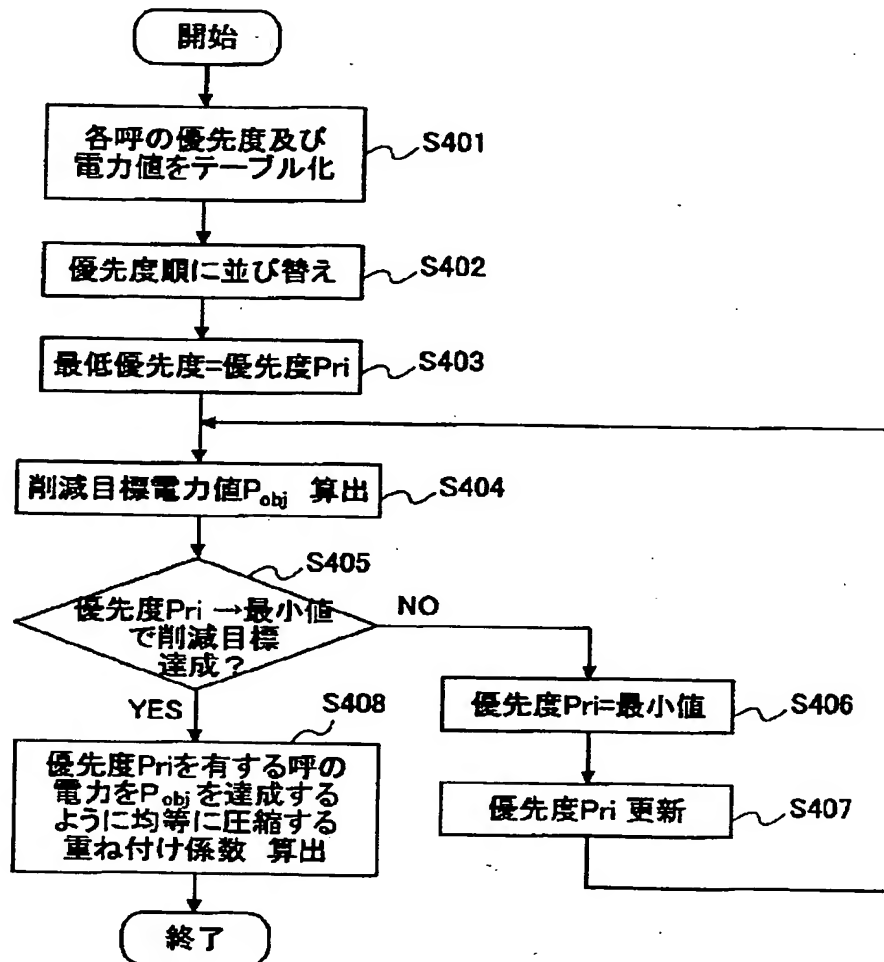 開始
各呼の優先度及び
電力値をテーブル化
S401
優先度順に並び替え
S402
最低優先度=優先度Pri
S403
削減目標電力値Pobj 算出
S404
S405
優先度Pri →最小値
で削減目標
達成?
NO
YES
優先度Pri=最小値
S406
優先度Pri 更新
S407
S408
優先度Priを有する呼の
電力をPobjを達成する
ように均等に圧縮する
重ね付け係数 算出
終了